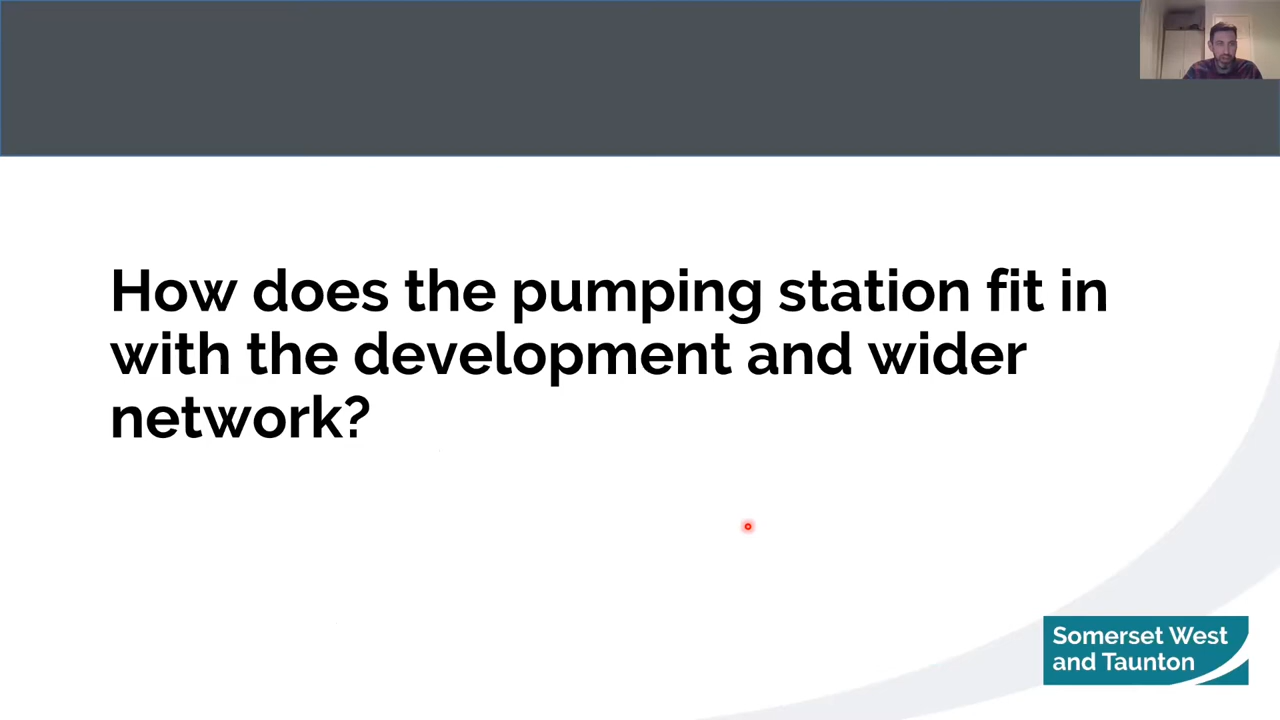 How does the pumping station fit in
with the development and wider
network?
Somerset West
and Taunton